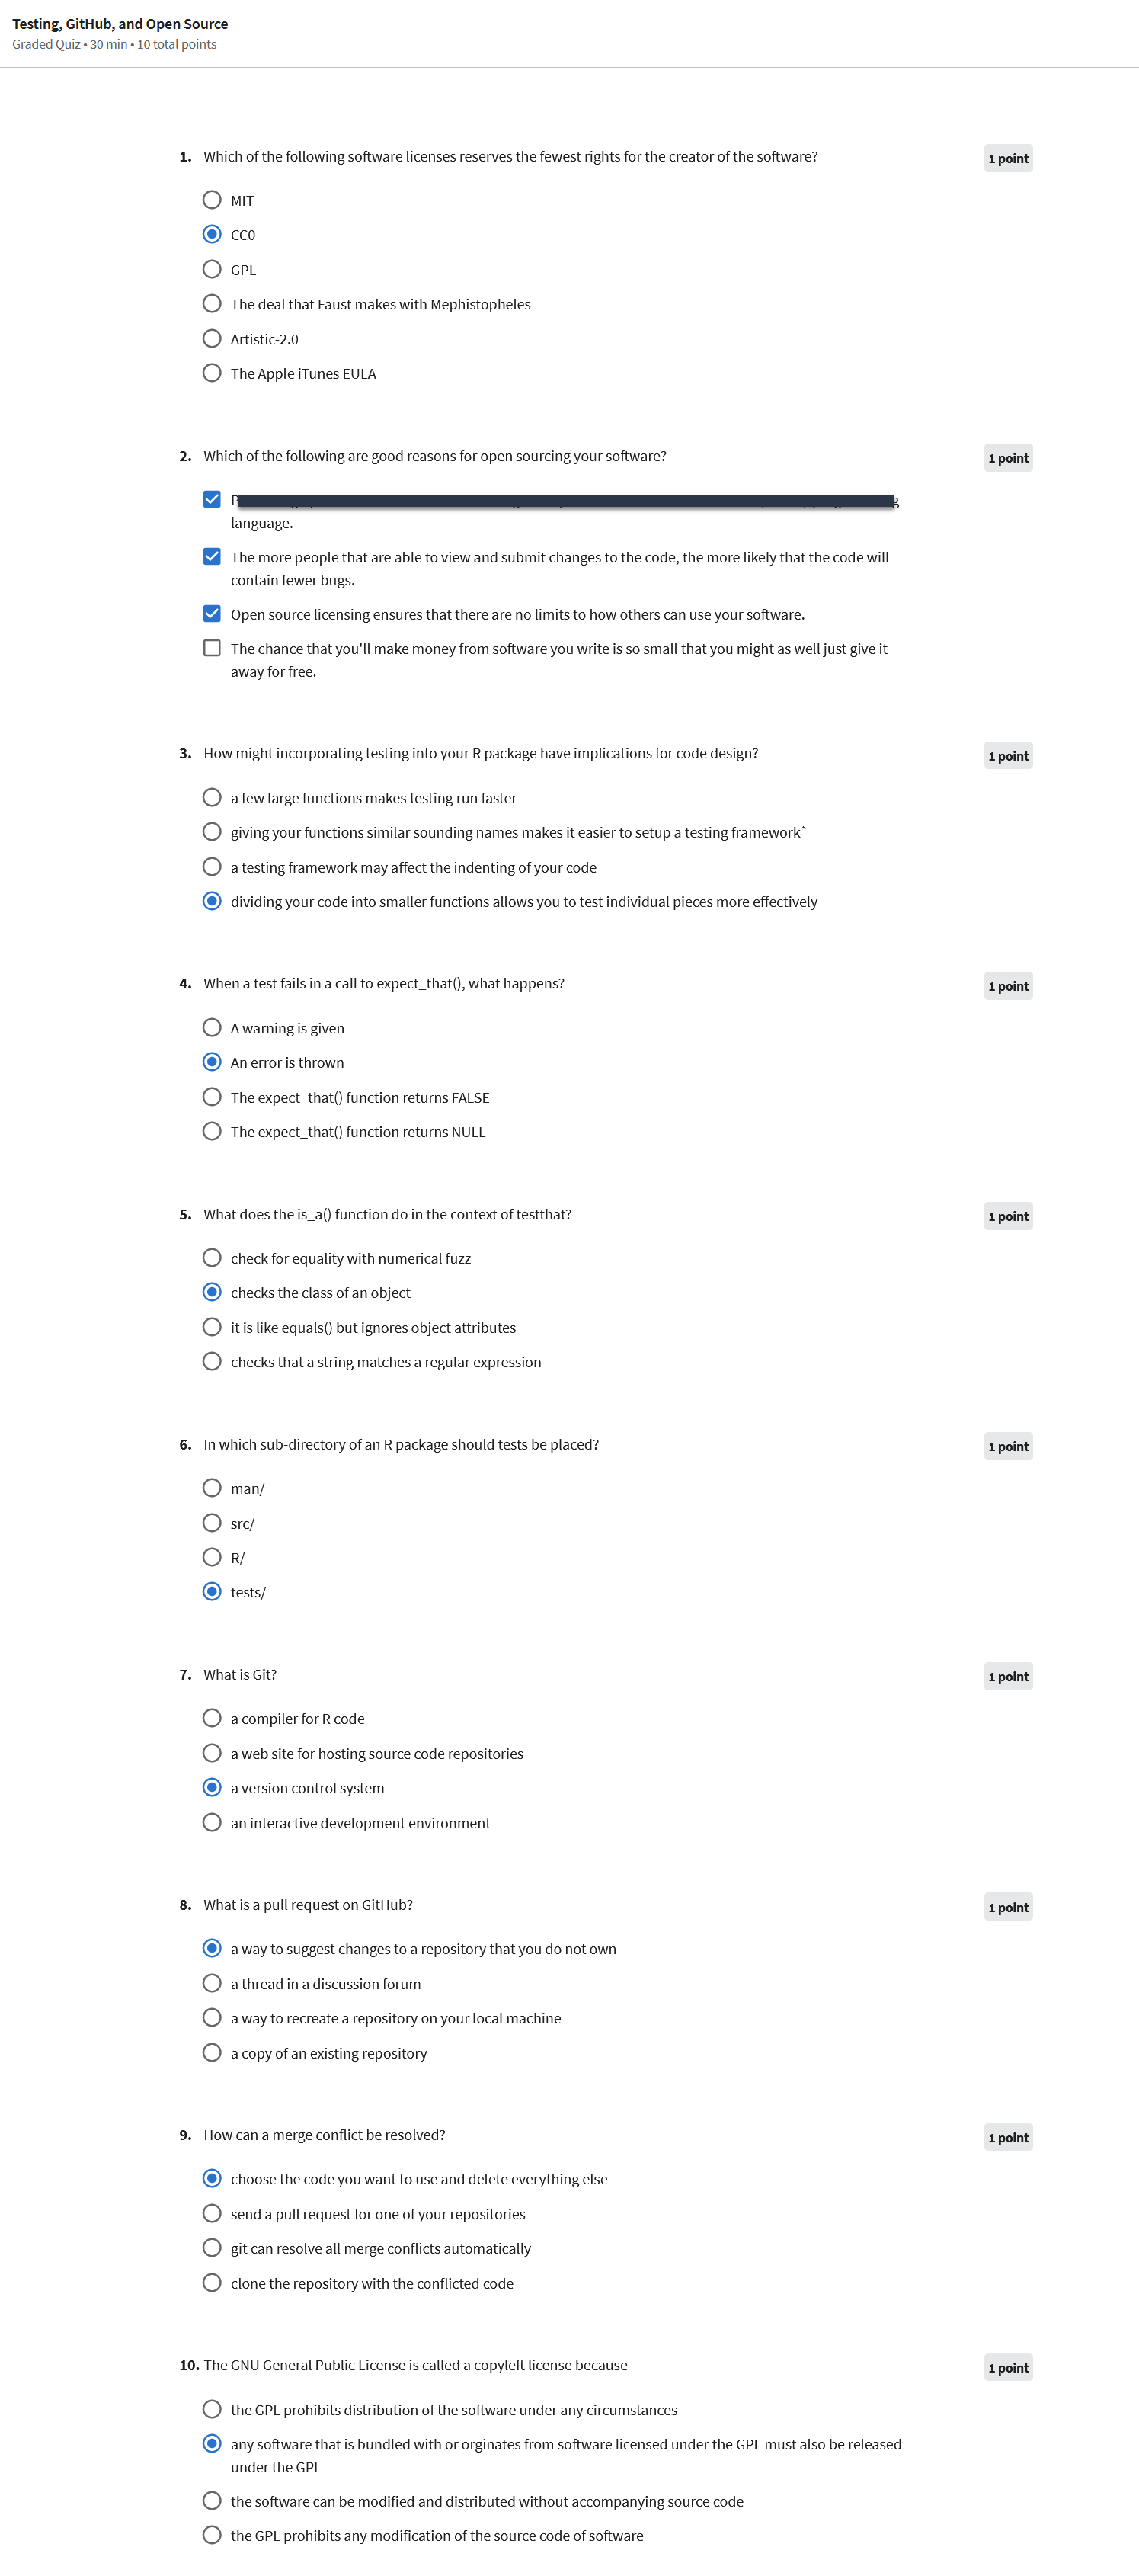 Testing, GitHub, and Open Source
Graded Quiz • 30 min • 10 total points
1. Which of the following software licenses reserves the fewest rights for the creator of the software?
1 point
MIT
CC0
GPL
The deal that Faust makes with Mephistopheles
Artistic-2.0
The Apple iTunes EULA
2. Which of the following are good reasons for open sourcing your software?
1 point
language.
The more people that are able to view and submit changes to the code, the more likely that the code will
contain fewer bugs.
Open source licensing ensures that there are no limits to how others can use your software.
The chance that you'll make money from software you write is so small that you might as well just give it
away for free.
3. How might incorporating testing into your R package have implications for code design?
1 point
a few large functions makes testing run faster
giving your functions similar sounding names makes it easier to setup a testing framework`
a testing framework may affect the indenting of your code
dividing your code into smaller functions allows you to test individual pieces more effectively
4. When a test fails in a call to expect_that(), what happens?
1 point
A warning is given
An error is thrown
The expect_that() function returns FALSE
The expect_that() function returns NULL
5. What does the is_a() function do in the context of testthat?
1 point
check for equality with numerical fuzz
checks the class of an object
it is like equals() but ignores object attributes
checks that a string matches a regular expression
6. In which sub-directory of an R package should tests be placed?
1 point
man/
src/
R/
tests/
7. What is Git?
1 point
a compiler for R code
a web site for hosting source code repositories
a version control system
an interactive development environment
8. What is a pull request on GitHub?
1 point
a way to suggest changes to a repository that you do not own
a thread in a discussion forum
a way to recreate a repository on your local machine
a copy of an existing repository
9. How can a merge conflict be resolved?
1 point
choose the code you want to use and delete everything else
send a pull request for one of your repositories
git can resolve all merge conflicts automatically
clone the repository with the conflicted code
10. The GNU General Public License is called a copyleft license because
1 point
the GPL prohibits distribution of the software under any circumstances
any software that is bundled with or orginates from software licensed under the GPL must also be released
under the GPL
the software can be modified and distributed without accompanying source code
the GPL prohibits any modification of the source code of software